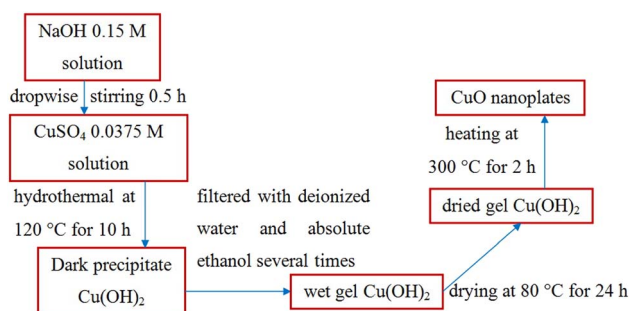 NaOH 0.15 M
solution
dropwise stirring 0.5 h
CuSO₄ 0.0375 M
solution
hydrothermal at
120 °C for 10 h
Dark precipitate
Cu(OH)₂
filtered with deionized
water and absolute
ethanol several times
wet gel Cu(OH)₂
drying at 80 °C for 24 h
dried gel Cu(OH)₂
heating at
300 °C for 2 h
CuO nanoplates